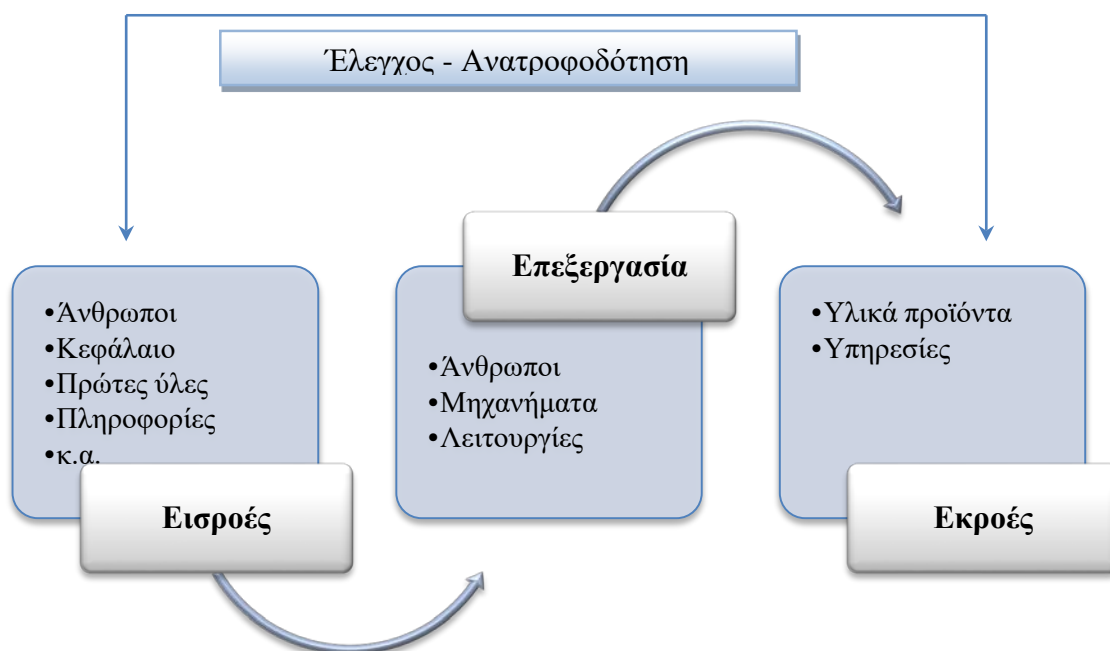 Έλεγχος - Ανατροφοδότηση
•Άνθρωποι
•Κεφάλαιο
•Πρώτες ύλες
•Πληροφορίες
•κ.α.
Εισροές
Επεξεργασία
•Άνθρωποι
•Μηχανήματα
•Λειτουργίες
•Υλικά προϊόντα
•Υπηρεσίες
Εκροές